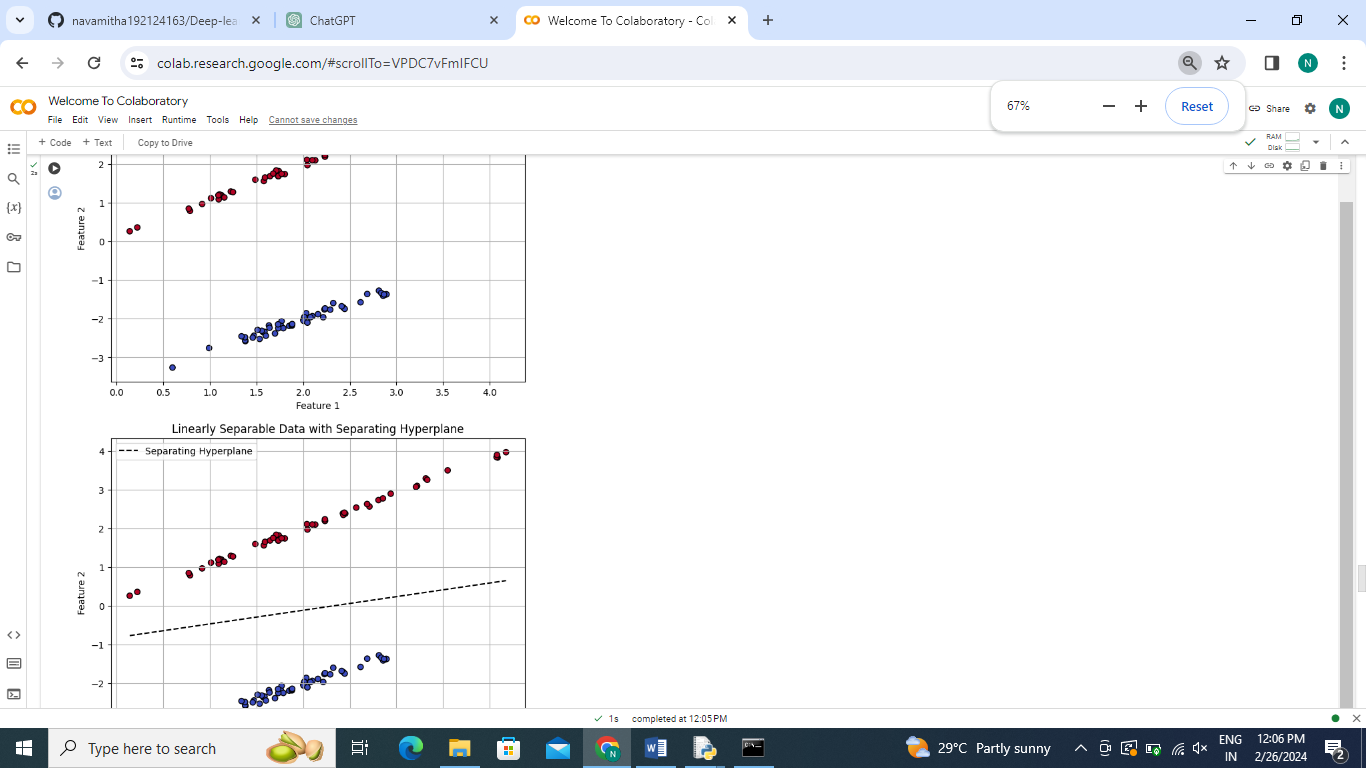 navamitha192124163/Deep-lea
ChatGPT
Welcome To Colaboratory - Col
colab.research.google.com/#scrollTo=VPDC7vFmIFCU
N
67%
Reset
Welcome To Colaboratory
File Edit View Insert Runtime Tools Help Cannot save changes
Share
N
+ Code + Text Copy to Drive
RAM
Disk
2s
{x}
2
1
0
−1
−2
−3
Feature 2
0.0 0.5 1.0 1.5 2.0 2.5 3.0 3.5 4.0
Feature 1
Linearly Separable Data with Separating Hyperplane
Separating Hyperplane
4
3
2
1
0
−1
−2
Feature 2
1s completed at 12:05 PM
Type here to search
29°C Partly sunny
ENG
IN
12:06 PM
2/26/2024
2